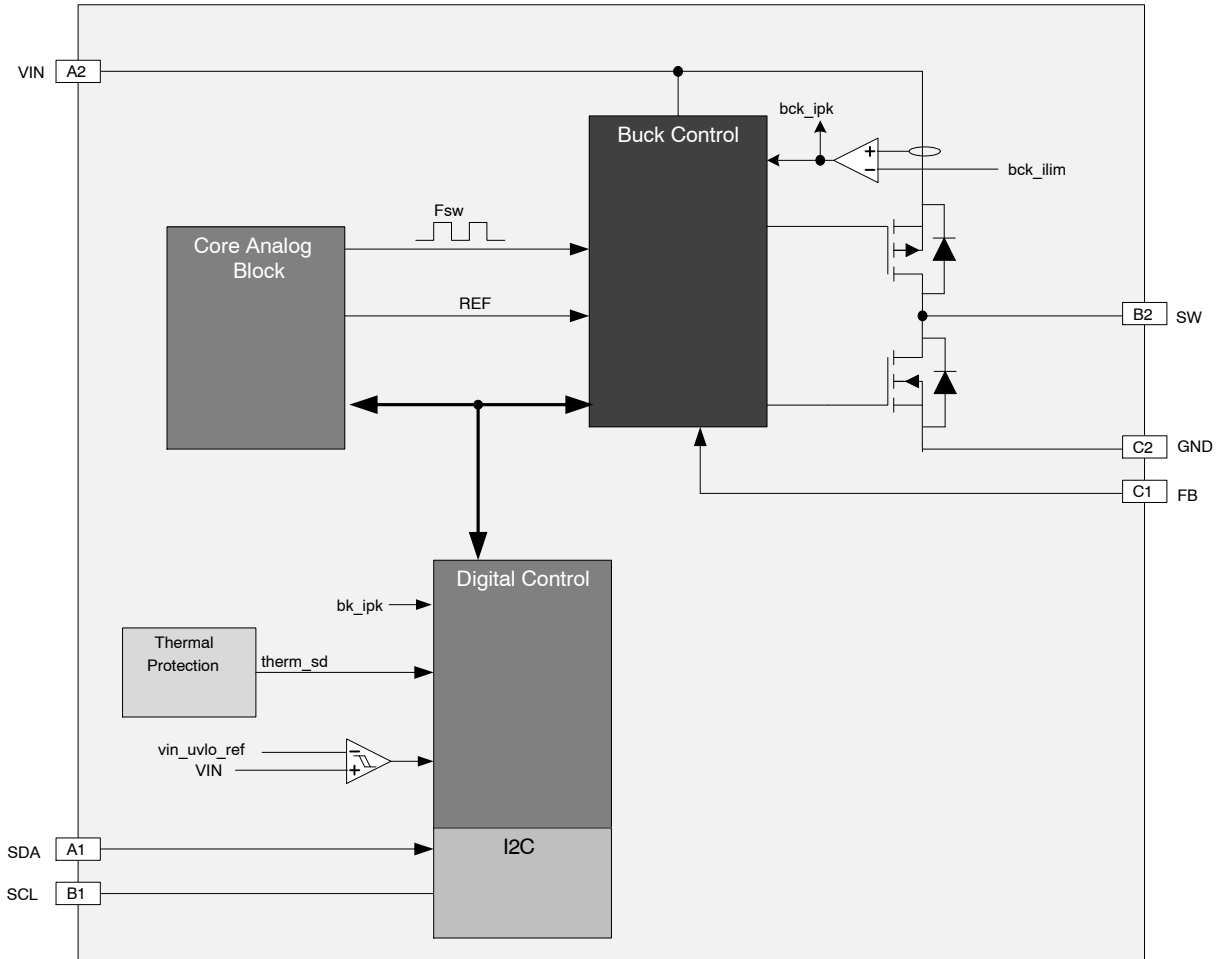 VIN
A2
Buck Control
bck_ipk
+
−
bck_ilim
Core Analog
Block
Fsw
REF
B2
SW
C2
GND
C1
FB
Digital Control
bk_ipk
Thermal
Protection
therm_sd
vin_uvlo_ref
VIN
−
+
SDA
A1
I2C
SCL
B1